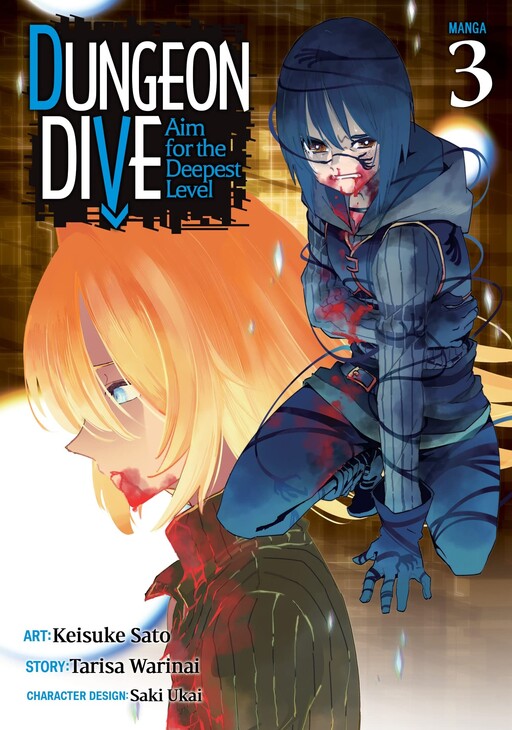 MANGA
3
DUNGEON
DIVE
Aim
for the
Deepest
Level
ART: Keisuke Sato
STORY: Tarisa Warinai
CHARACTER DESIGN: Saki Ukai